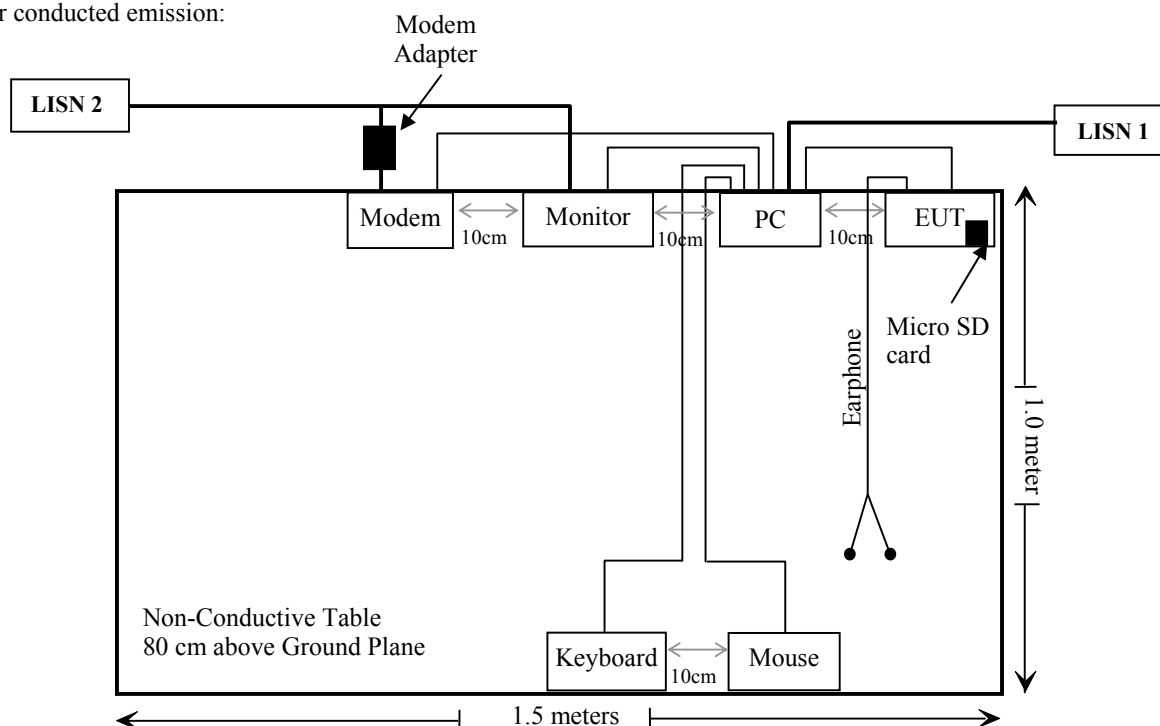 r conducted emission:
Modem
Adapter
LISN 2
LISN 1
Modem
Monitor
PC
EUT
10cm
10cm
10cm
Micro SD
card
Earphone
1.0 meter
Non-Conductive Table
80 cm above Ground Plane
Keyboard
Mouse
10cm
1.5 meters